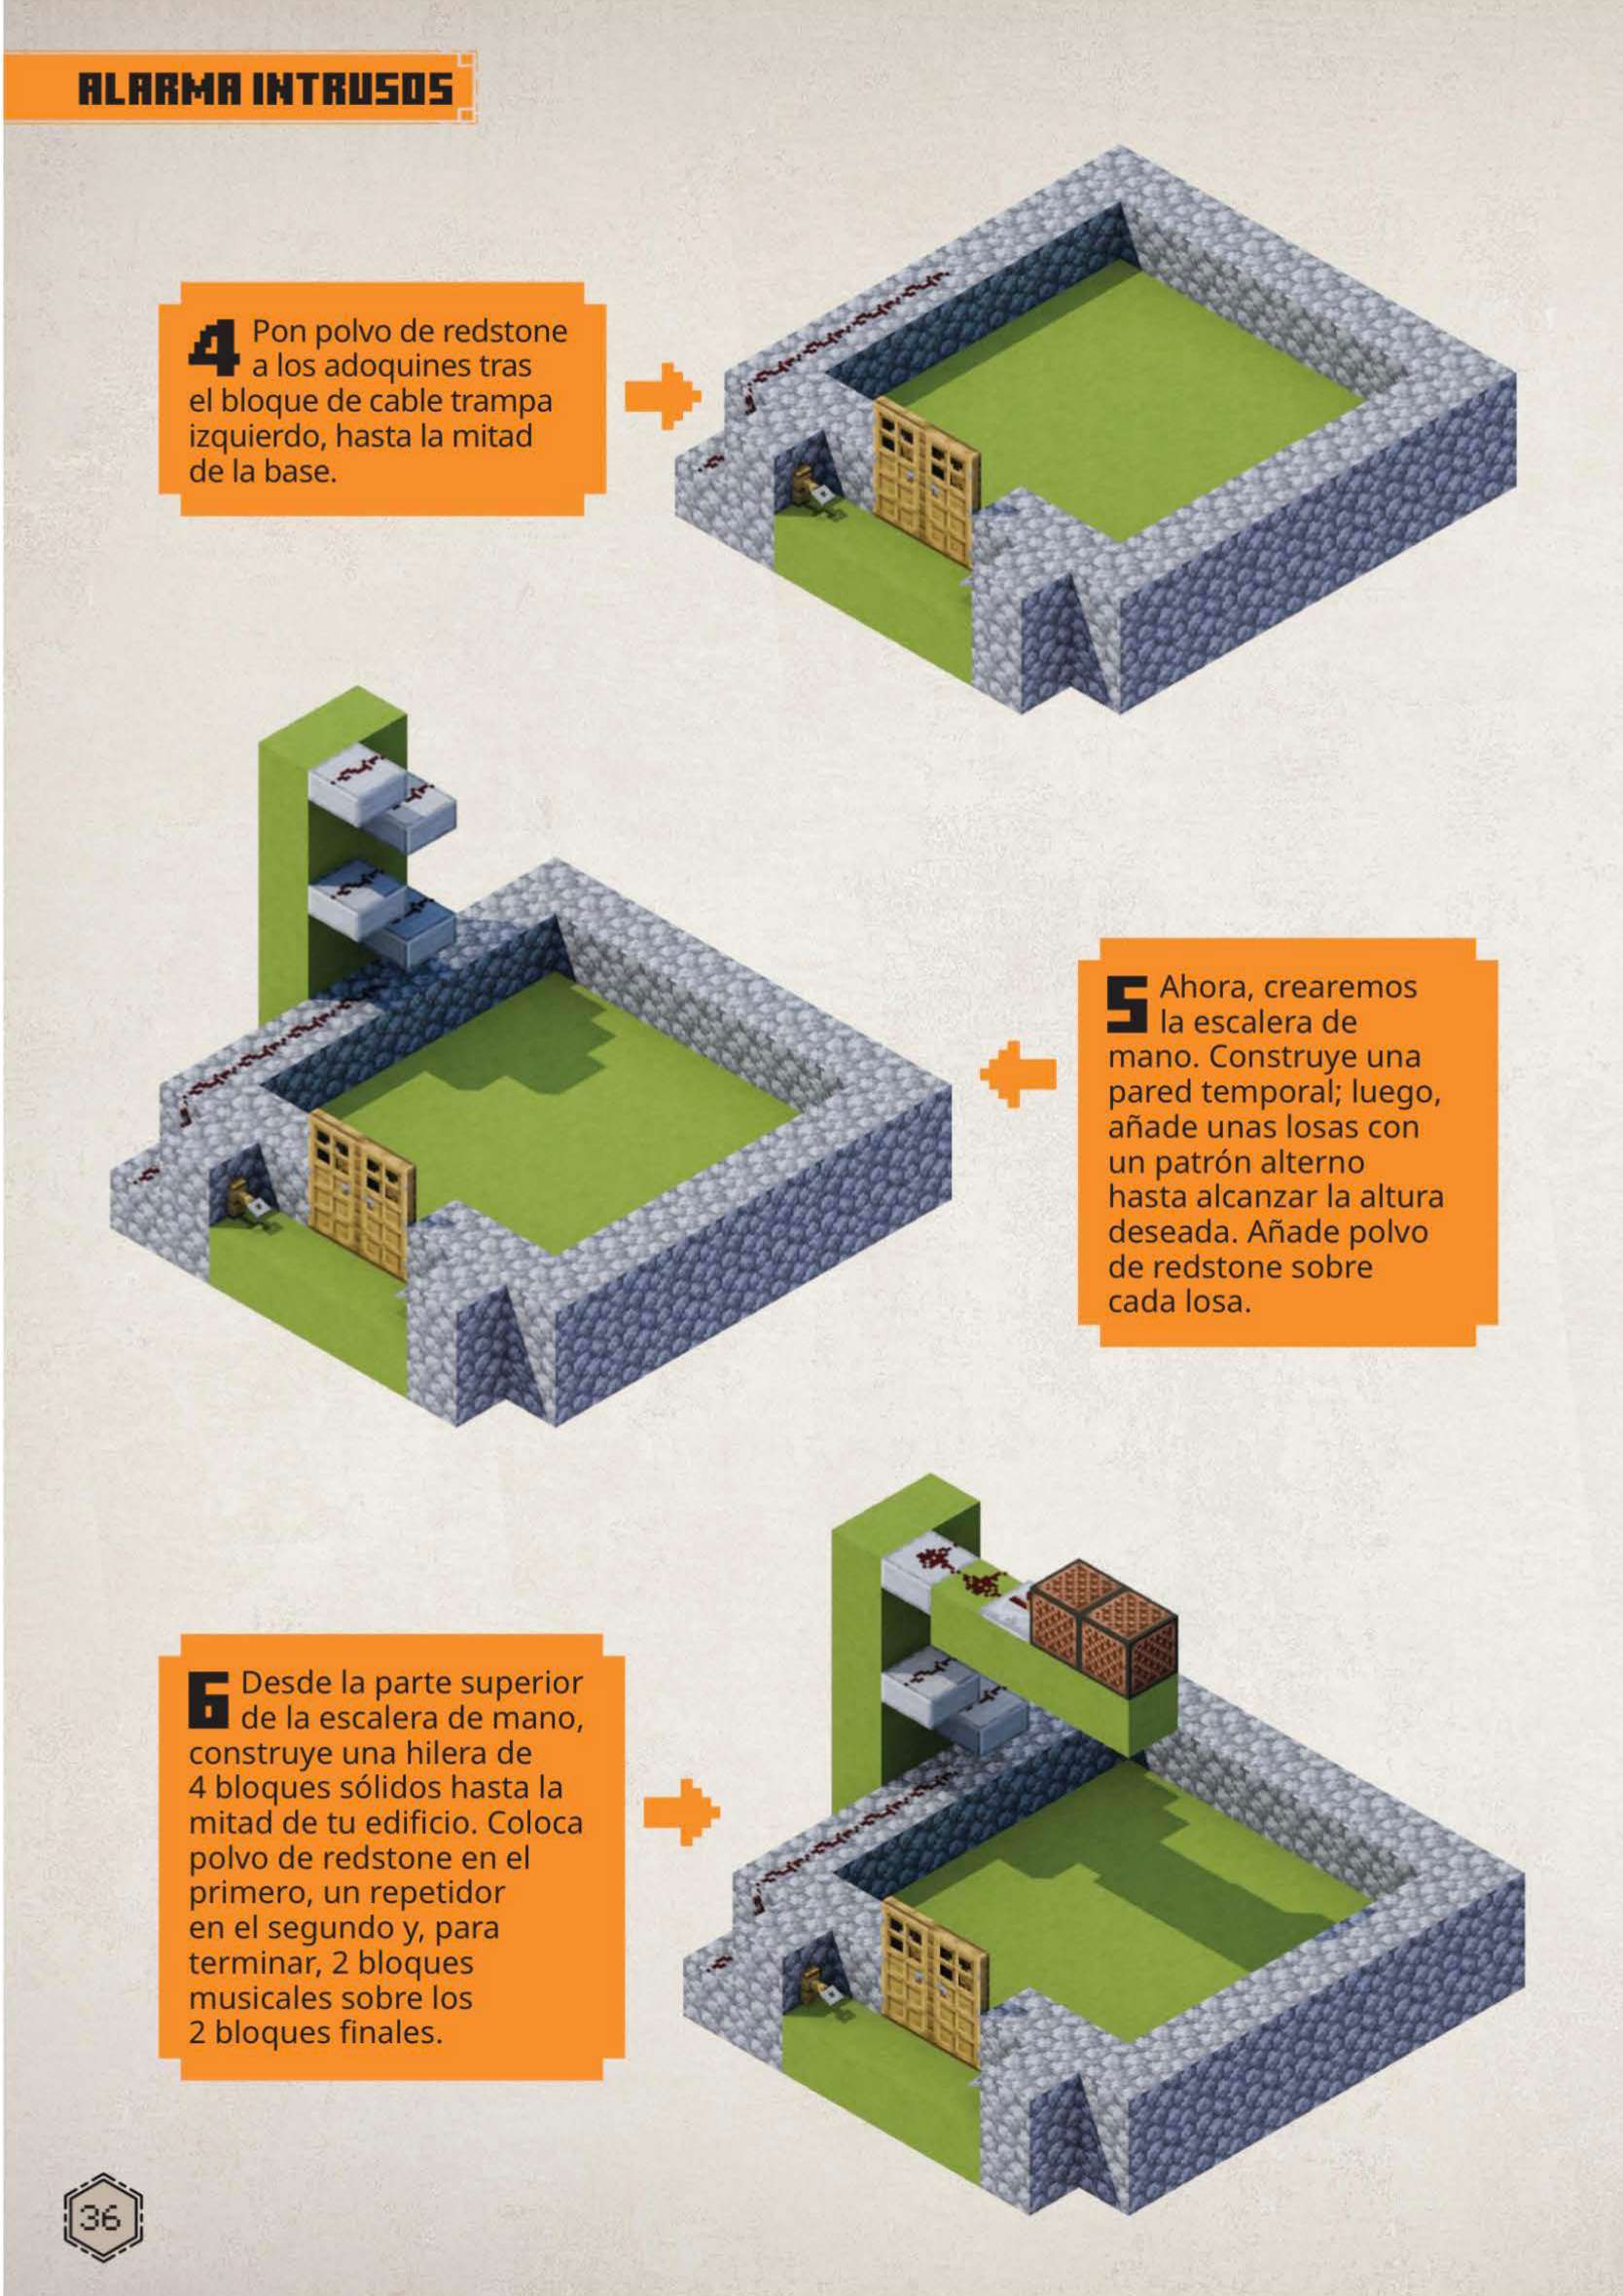 ALARMA INTRUSOS
4 Pon polvo de redstone
a los adoquines tras
el bloque de cable trampa
izquierdo, hasta la mitad
de la base.
5 Ahora, crearemos
la escalera de
mano. Construye una
pared temporal; luego,
añade unas losas con
un patrón alterno
hasta alcanzar la altura
deseada. Añade polvo
de redstone sobre
cada losa.
6 Desde la parte superior
de la escalera de mano,
construye una hilera de
4 bloques sólidos hasta la
mitad de tu edificio. Coloca
polvo de redstone en el
primero, un repetidor
en el segundo y, para
terminar, 2 bloques
musicales sobre los
2 bloques finales.
36